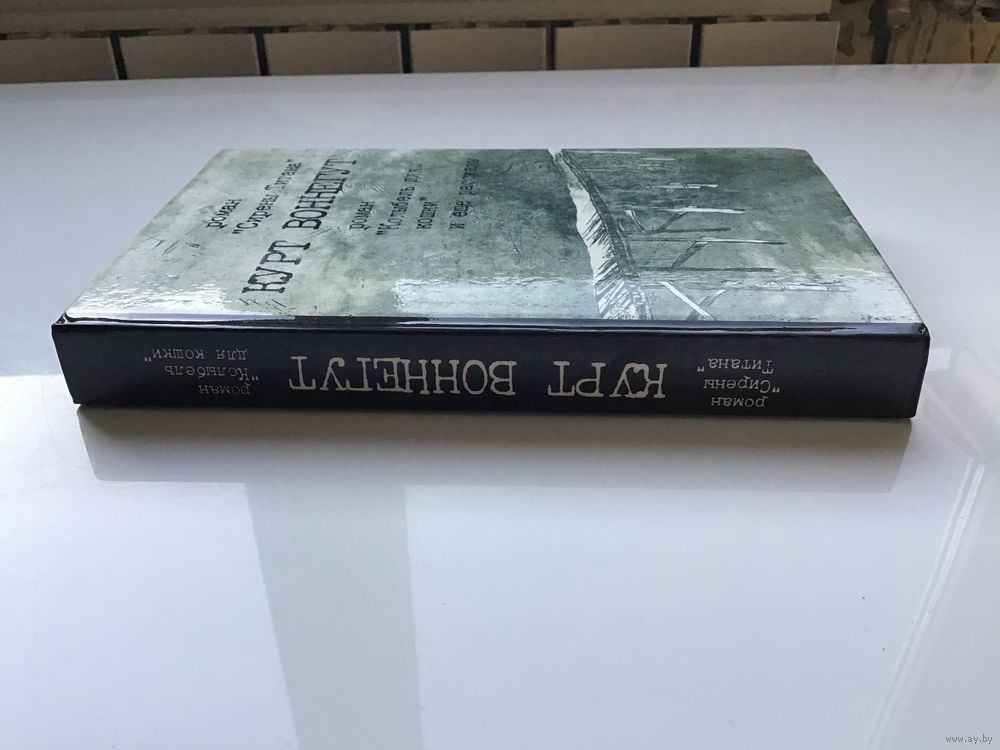 роман
"Сирены Титана"
КУРТ ВОННЕГУТ
роман
"Колыбель для
кошки"
и еще рассказы
роман
"Сирены
Титана"
КУРТ ВОННЕГУТ
роман
"Колыбель
для кошки"
www.ay.by